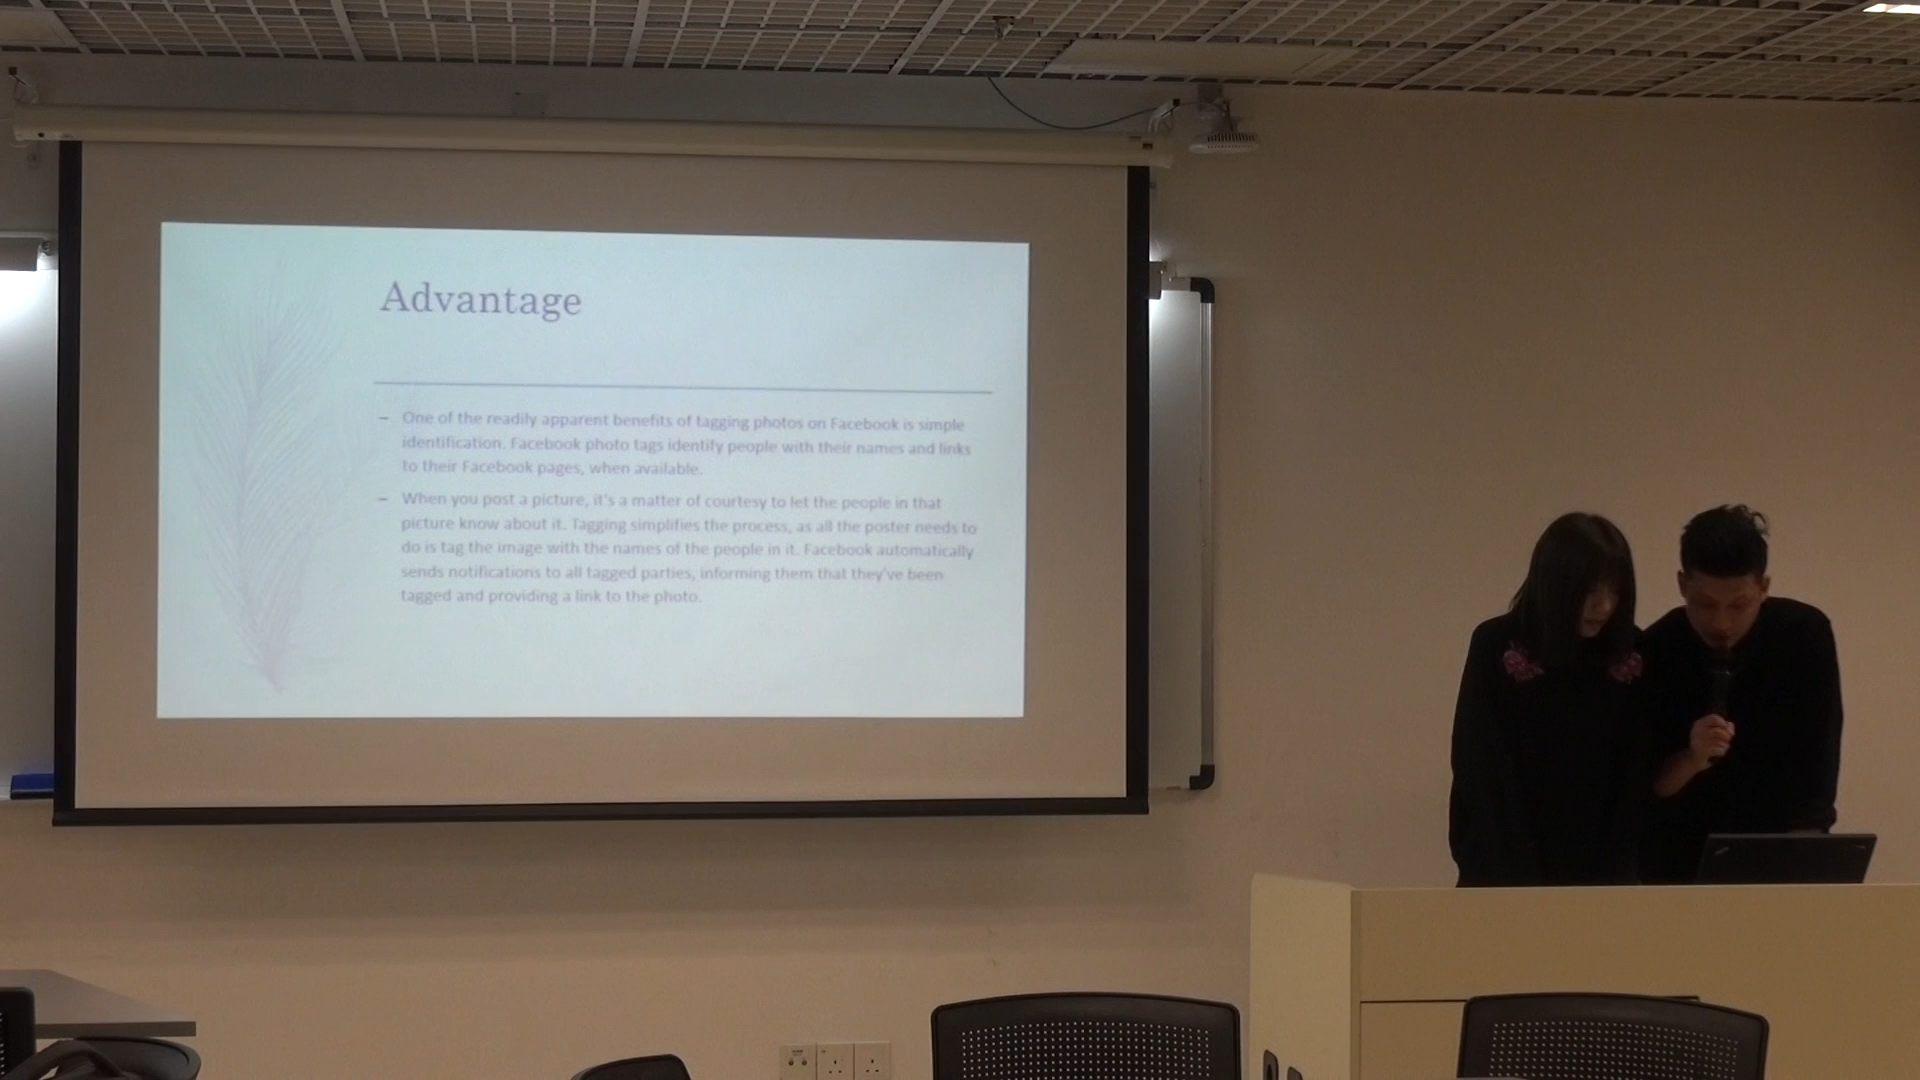 Advantage
– One of the readily apparent benefits of tagging photos on Facebook is simple
identification. Facebook photo tags identify people with their names and links
to their Facebook pages, when available.
– When you post a picture, it's a matter of courtesy to let the people in that
picture know about it. Tagging simplifies the process, as all the poster needs to
do is tag the image with the names of the people in it. Facebook automatically
sends notifications to all tagged parties, informing them that they've been
tagged and providing a link to the photo.